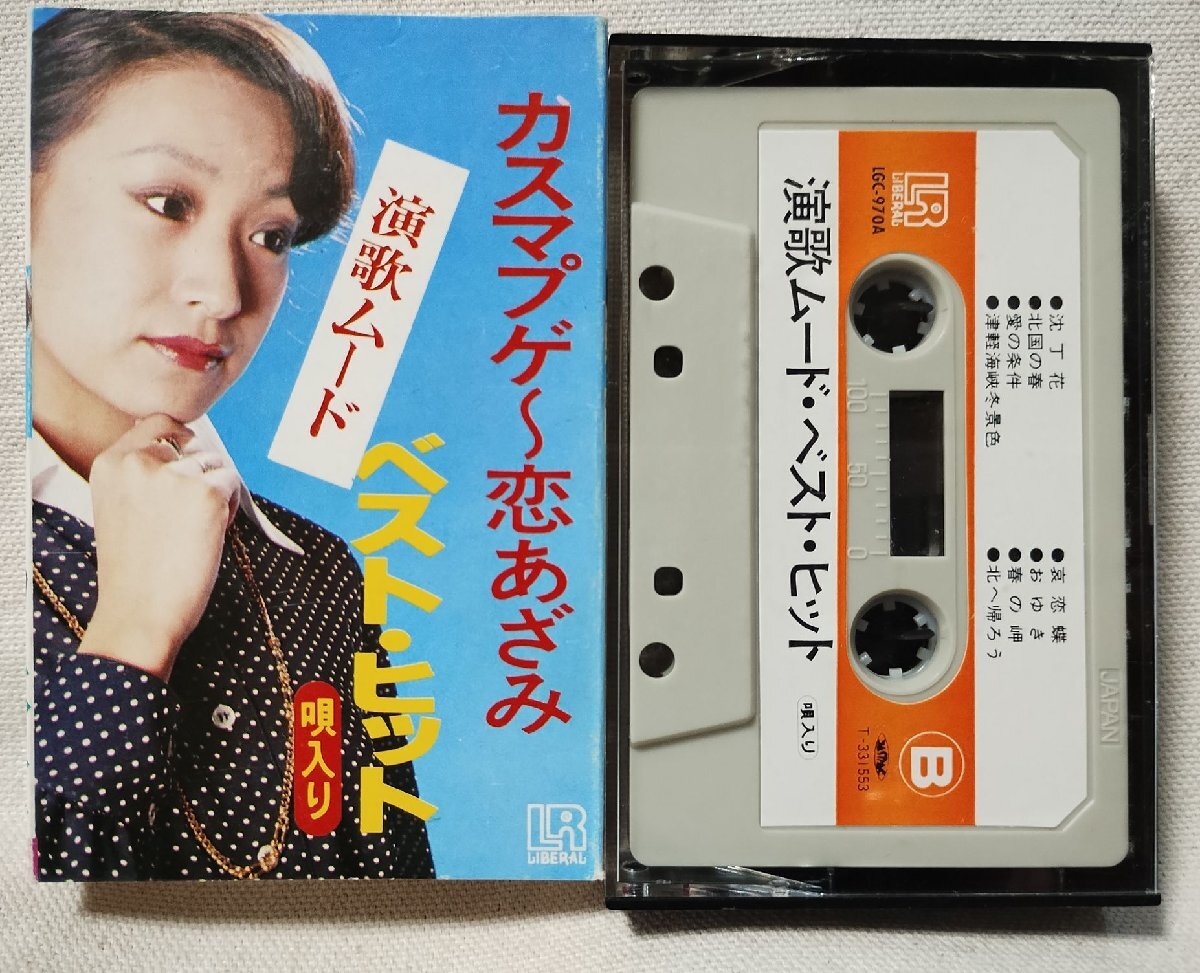 カスマプゲ〜恋あざみ
演歌ムード
ベスト・ヒット
唄入り
LR
LIBERAL
LR
LIBERAL
LGC-970A
演歌ムード・ベスト・ヒット
唄入り
●沈丁花
●北国の春
●愛の条件
●津軽海峡冬景色
●哀恋蝶
●おゆき
●春の岬
●北へ帰ろう
100 50 0
B
T-331553
JAPAN